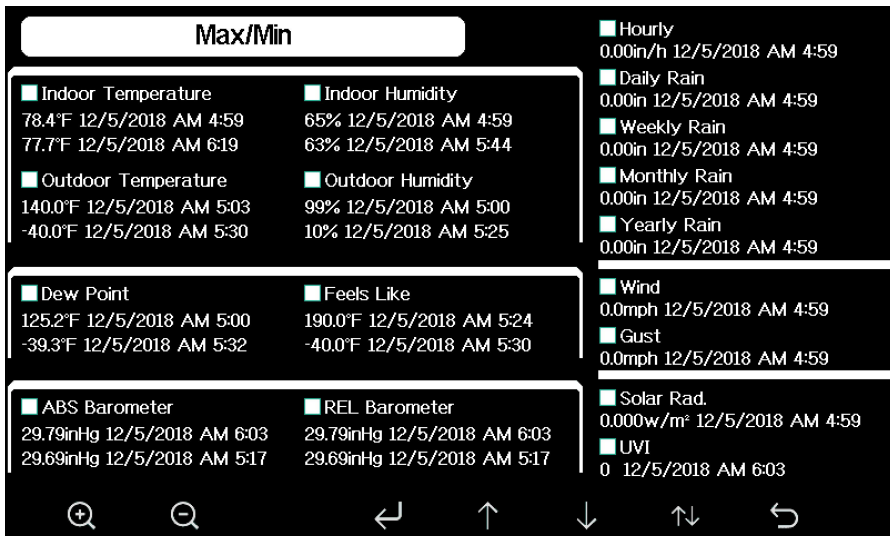 Max/Min
Indoor Temperature
78.4°F 12/5/2018 AM 4:59
77.7°F 12/5/2018 AM 6:19
Indoor Humidity
65% 12/5/2018 AM 4:59
63% 12/5/2018 AM 5:44
Outdoor Temperature
140.0°F 12/5/2018 AM 5:03
-40.0°F 12/5/2018 AM 5:30
Outdoor Humidity
99% 12/5/2018 AM 5:00
10% 12/5/2018 AM 5:25
Dew Point
125.2°F 12/5/2018 AM 5:00
-39.3°F 12/5/2018 AM 5:32
Feels Like
190.0°F 12/5/2018 AM 5:24
-40.0°F 12/5/2018 AM 5:30
ABS Barometer
29.79inHg 12/5/2018 AM 6:03
29.69inHg 12/5/2018 AM 5:17
REL Barometer
29.79inHg 12/5/2018 AM 6:03
29.69inHg 12/5/2018 AM 5:17
Hourly
0.00in/h 12/5/2018 AM 4:59
Daily Rain
0.00in 12/5/2018 AM 4:59
Weekly Rain
0.00in 12/5/2018 AM 4:59
Monthly Rain
0.00in 12/5/2018 AM 4:59
Yearly Rain
0.00in 12/5/2018 AM 4:59
Wind
0.0mph 12/5/2018 AM 4:59
Gust
0.0mph 12/5/2018 AM 4:59
Solar Rad.
0.000w/m² 12/5/2018 AM 4:59
UVI
0 12/5/2018 AM 6:03